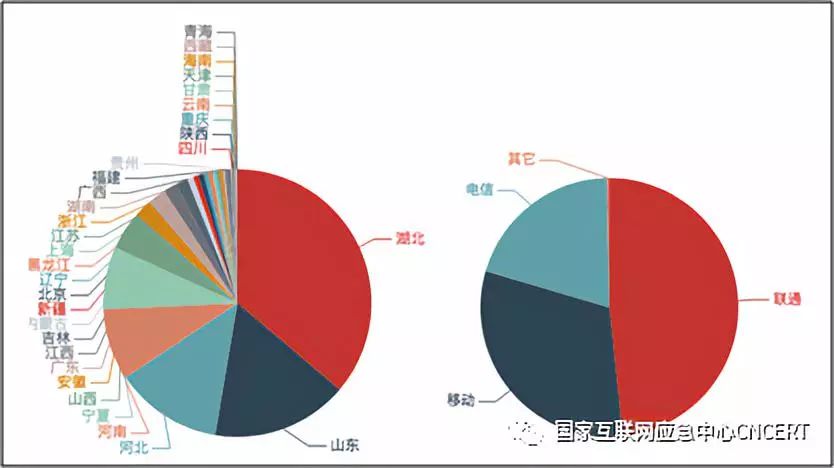 青海
西藏
海南
天津
甘肃
云南
重庆
陕西
四川
贵州
福建
广西
湖南
浙江
江苏
上海
黑龙江
辽宁
北京
新疆
内蒙古
吉林
江西
广东
安徽
山西
宁夏
河南
河北
山东
湖北
其它
电信
联通
移动
国家互联网应急中心CNCERT